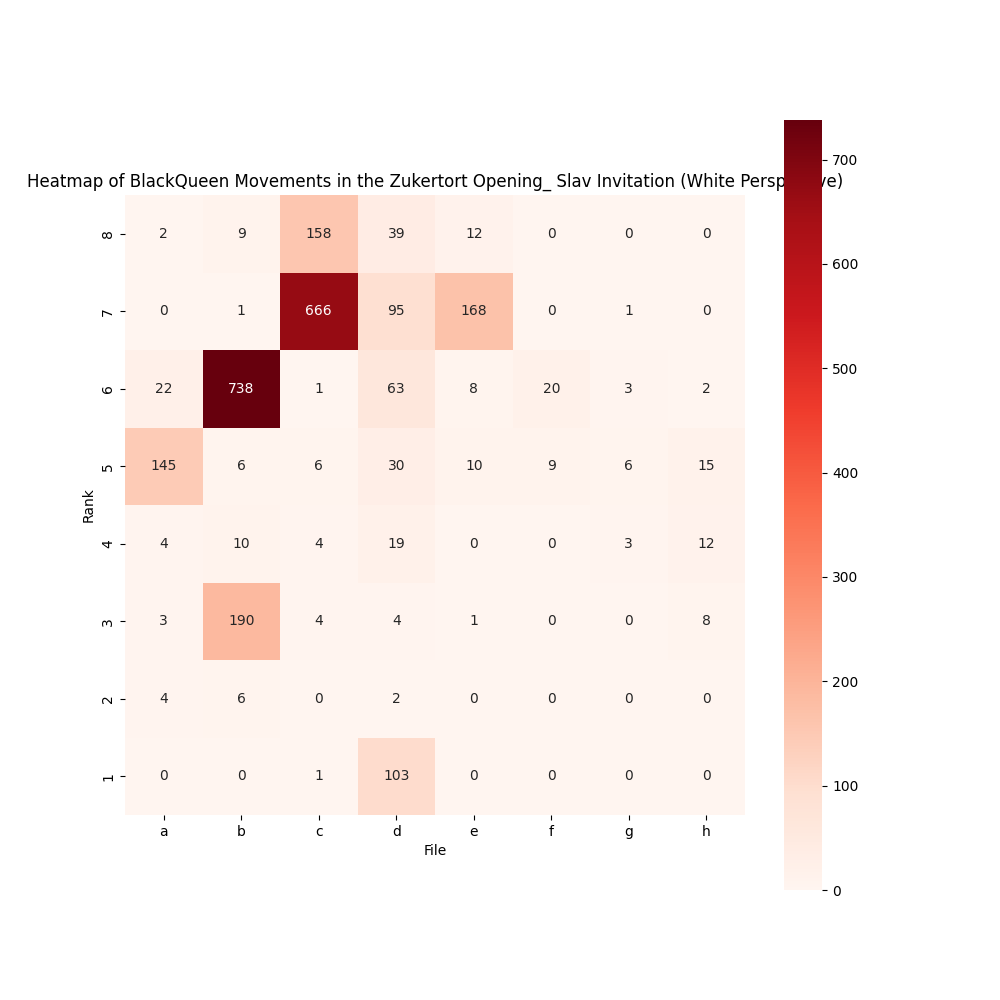 Heatmap of BlackQueen Movements in the Zukertort Opening_ Slav Invitation (White Perspective)
8 2 9 158 39 12 0 0 0
7 0 1 666 95 168 0 1 0
6 22 738 1 63 8 20 3 2
5 145 6 6 30 10 9 6 15
Rank
4 4 10 4 19 0 0 3 12
3 3 190 4 4 1 0 0 8
2 4 6 0 2 0 0 0 0
1 0 0 1 103 0 0 0 0
a b c d e f g h
File
700
600
500
400
300
200
100
0